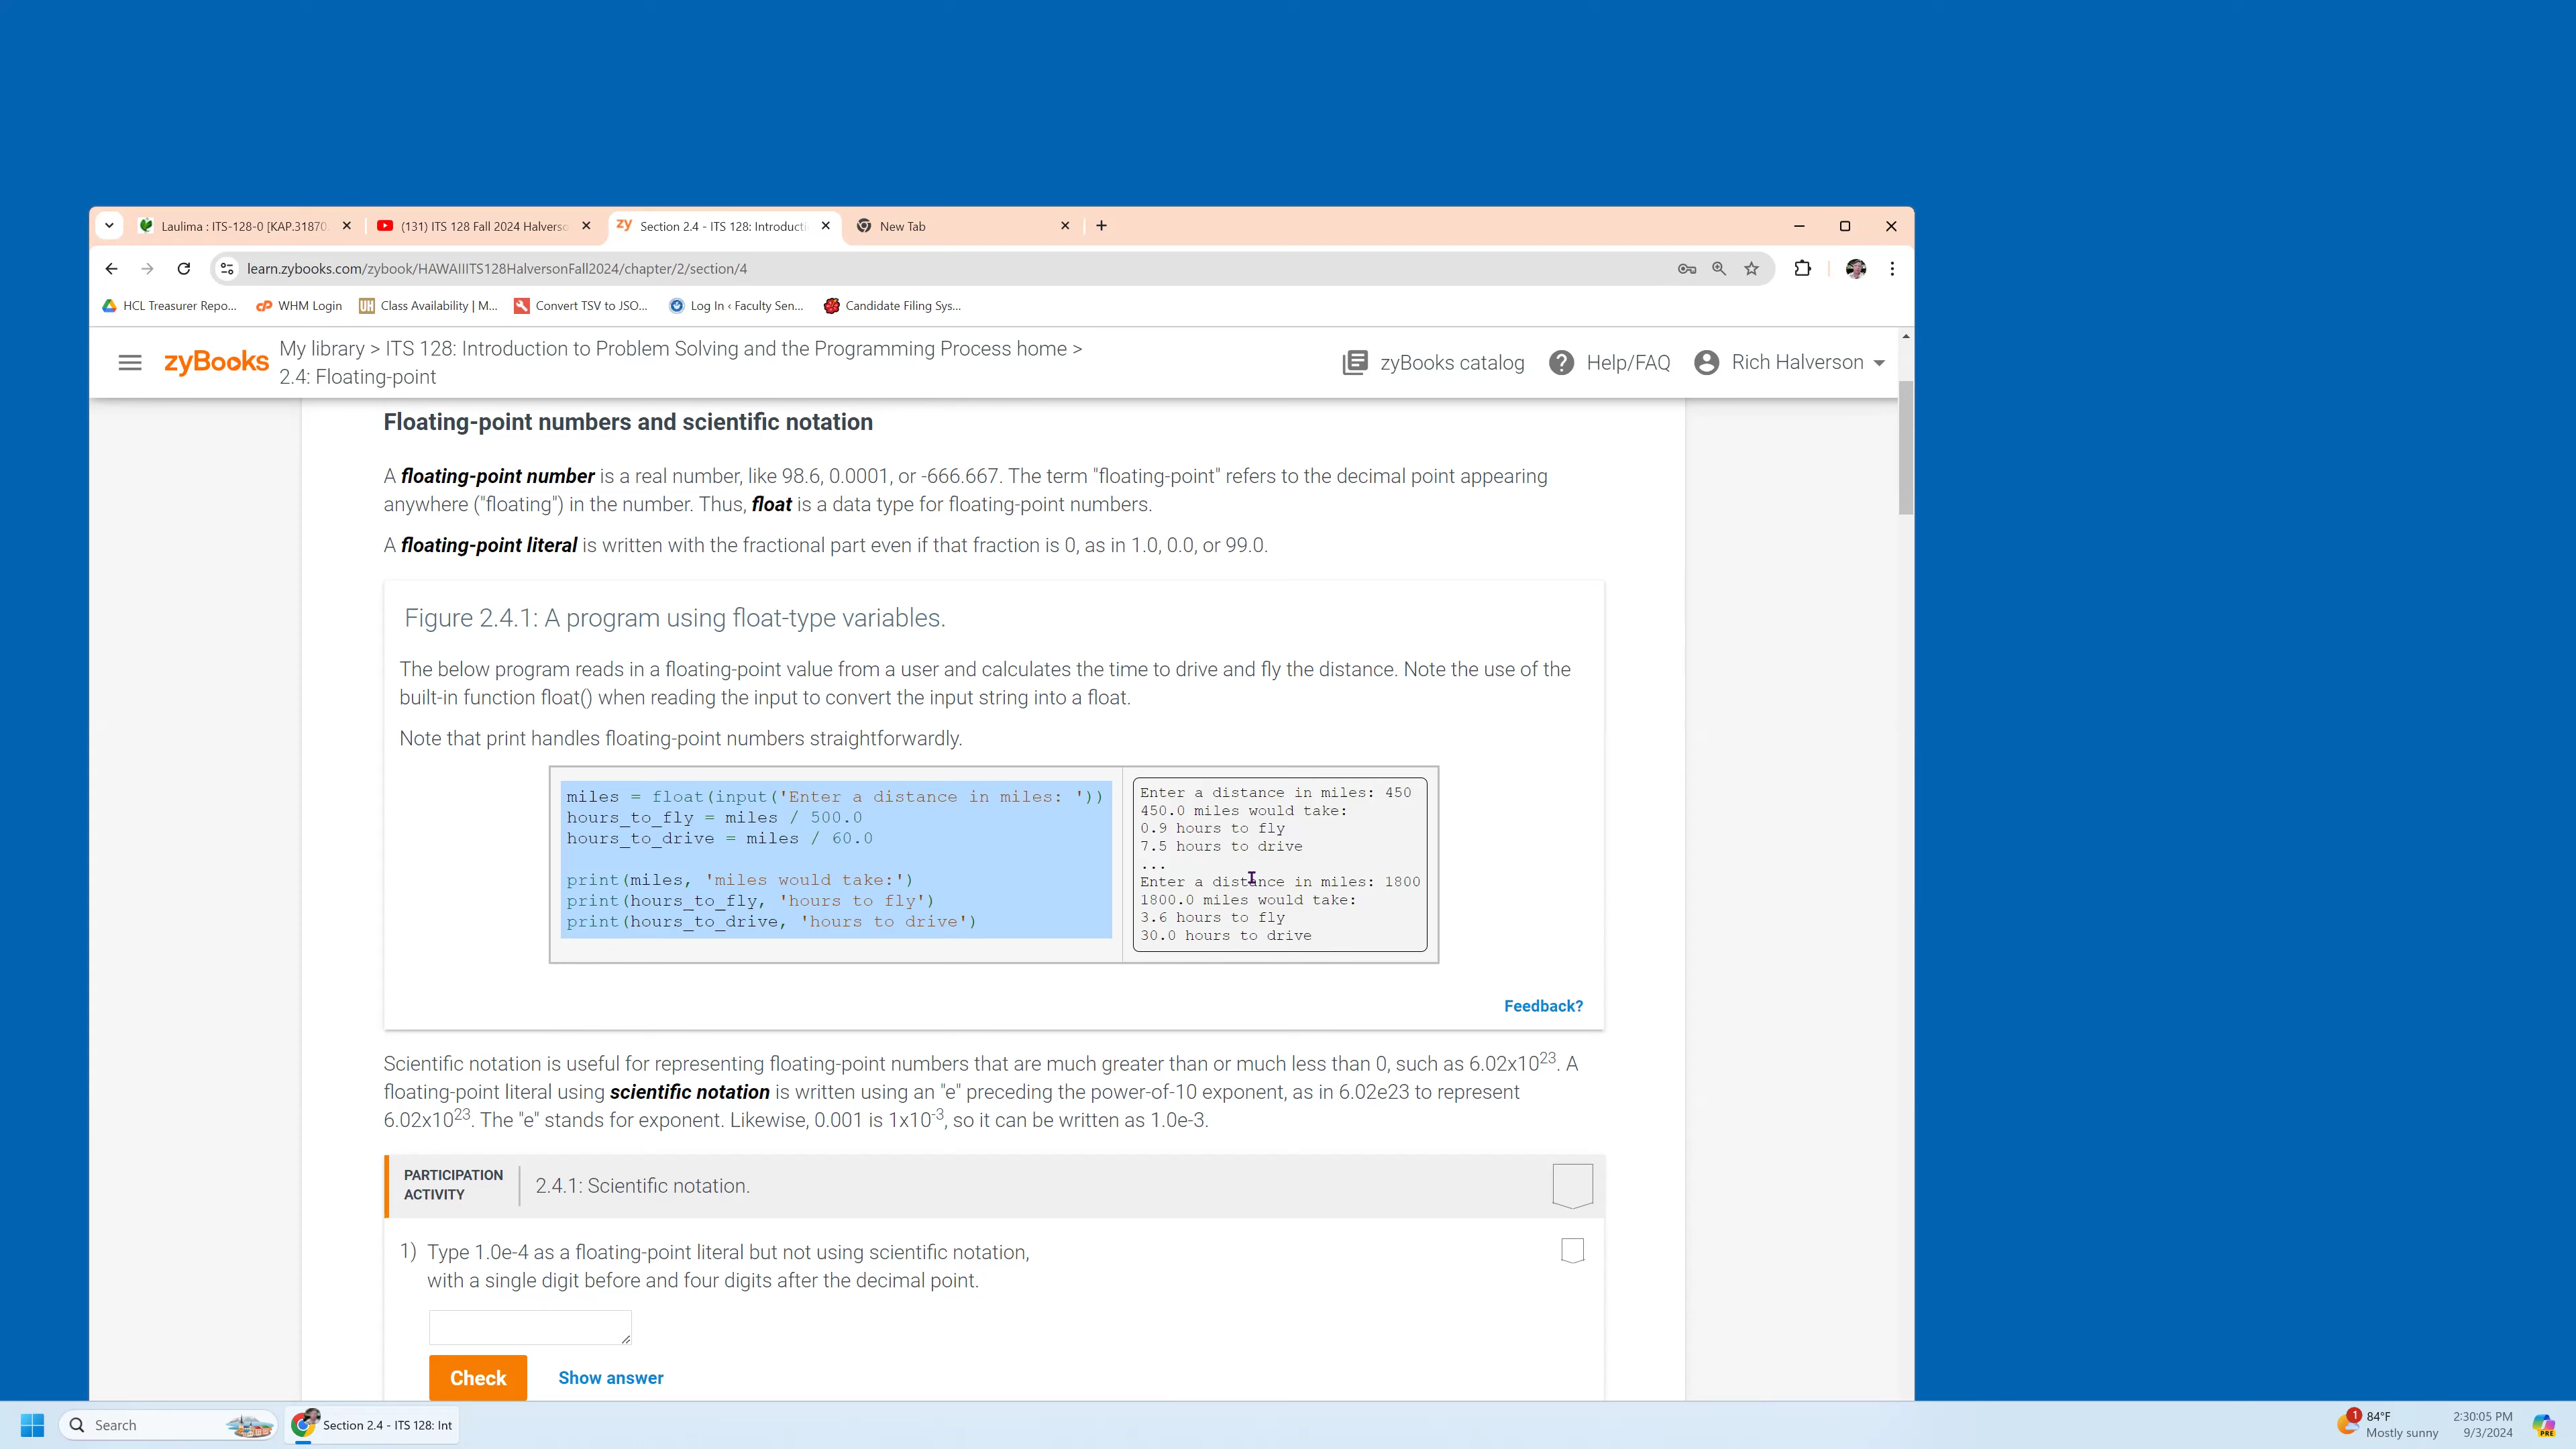 Laulima : ITS-128-0 [KAP.31870.
(131) ITS 128 Fall 2024 Halverso
zy Section 2.4 - ITS 128: Introducti
New Tab
learn.zybooks.com/zybook/HAWAIIITS128HalversonFall2024/chapter/2/section/4
HCL Treasurer Repo...
WHM Login
Class Availability | M...
Convert TSV to JSO...
Log In ‹ Faculty Sen...
Candidate Filing Sys...
zyBooks
My library > ITS 128: Introduction to Problem Solving and the Programming Process home >
2.4: Floating-point
zyBooks catalog
Help/FAQ
Rich Halverson
Floating-point numbers and scientific notation
A floating-point number is a real number, like 98.6, 0.0001, or -666.667. The term "floating-point" refers to the decimal point appearing
anywhere ("floating") in the number. Thus, float is a data type for floating-point numbers.
A floating-point literal is written with the fractional part even if that fraction is 0, as in 1.0, 0.0, or 99.0.
Figure 2.4.1: A program using float-type variables.
The below program reads in a floating-point value from a user and calculates the time to drive and fly the distance. Note the use of the
built-in function float() when reading the input to convert the input string into a float.
Note that print handles floating-point numbers straightforwardly.
miles = float(input('Enter a distance in miles: '))
hours_to_fly = miles / 500.0
hours_to_drive = miles / 60.0
print(miles, 'miles would take:')
print(hours_to_fly, 'hours to fly')
print(hours_to_drive, 'hours to drive')
Enter a distance in miles: 450
450.0 miles would take:
0.9 hours to fly
7.5 hours to drive
...
Enter a distance in miles: 1800
1800.0 miles would take:
3.6 hours to fly
30.0 hours to drive
Feedback?
Scientific notation is useful for representing floating-point numbers that are much greater than or much less than 0, such as 6.02x10²³. A
floating-point literal using scientific notation is written using an "e" preceding the power-of-10 exponent, as in 6.02e23 to represent
6.02x10²³. The "e" stands for exponent. Likewise, 0.001 is 1x10⁻³, so it can be written as 1.0e-3.
PARTICIPATION
ACTIVITY
2.4.1: Scientific notation.
1) Type 1.0e-4 as a floating-point literal but not using scientific notation,
with a single digit before and four digits after the decimal point.
Check
Show answer
Search
Section 2.4 - ITS 128: Int
1
84°F
Mostly sunny
2:30:05 PM
9/3/2024
PRE